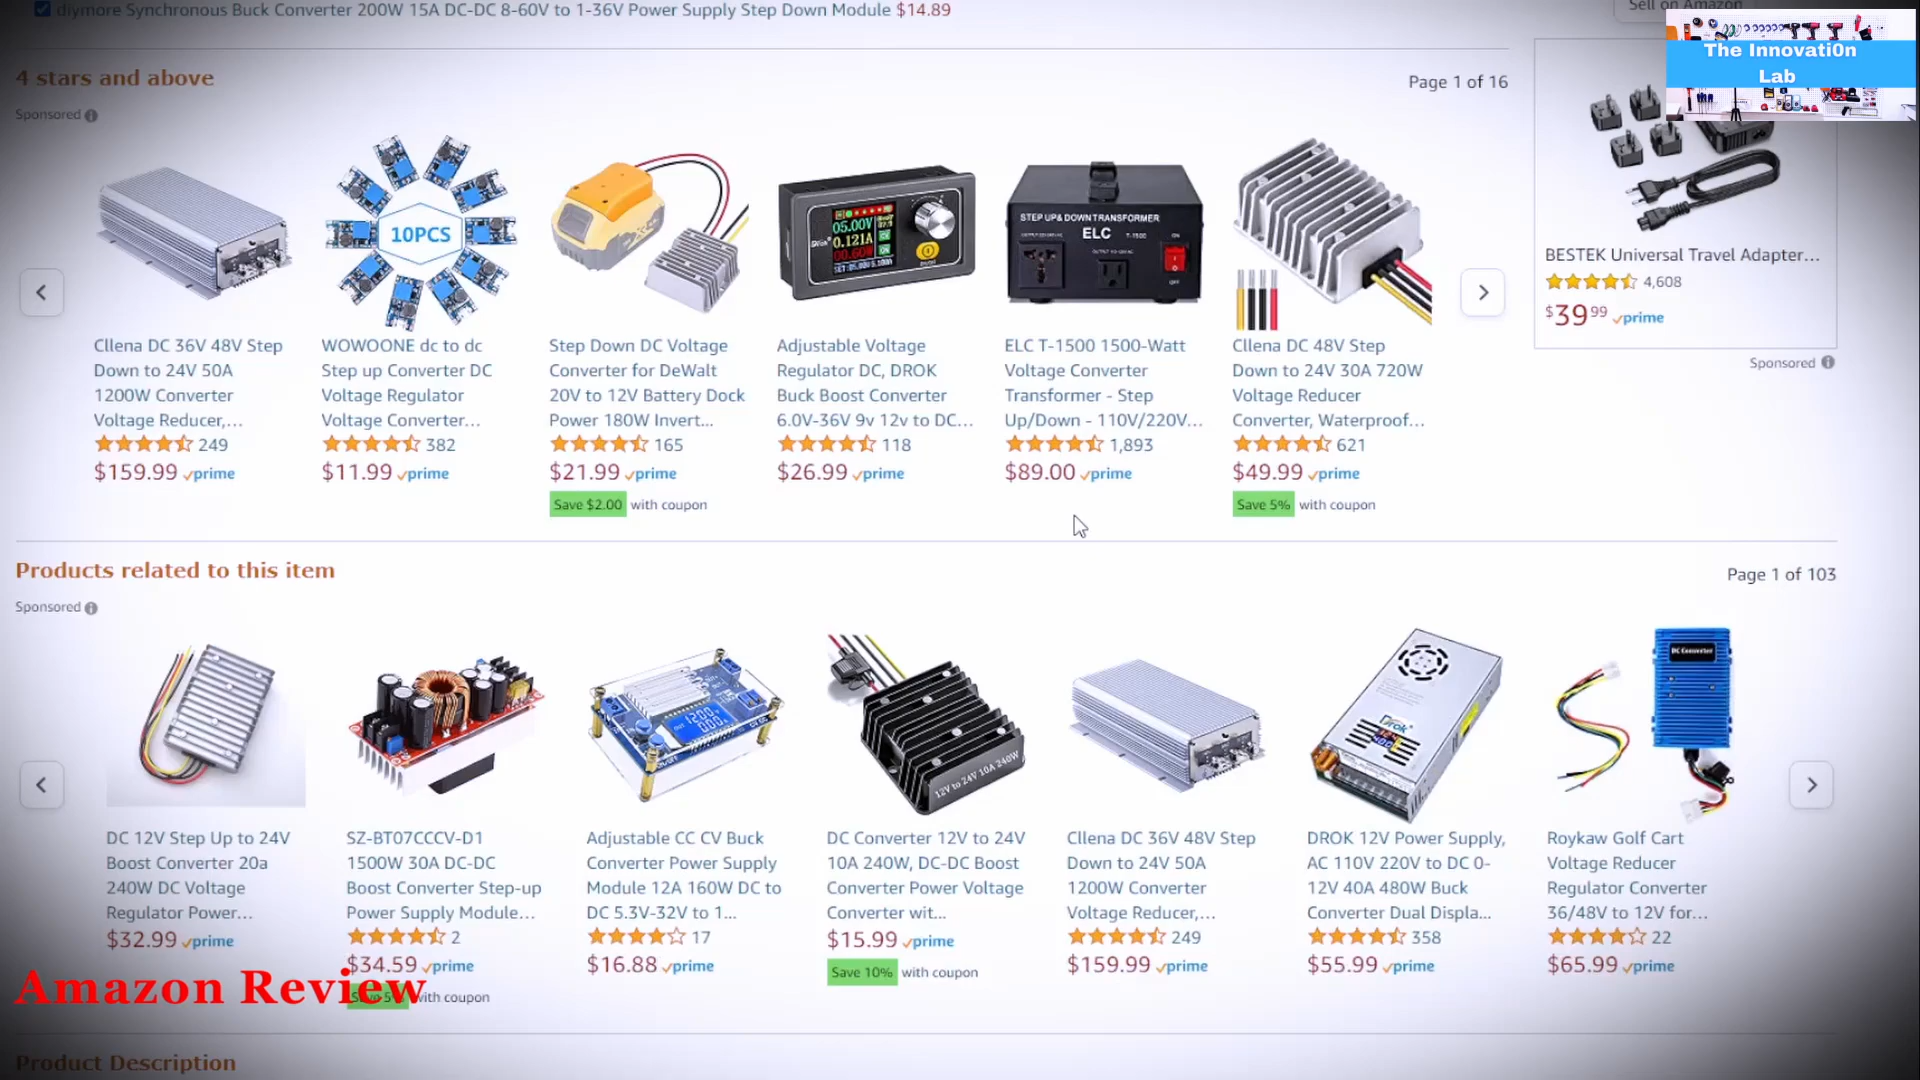 diymore Synchronous Buck Converter 200W 15A DC-DC 8-60V to 1-36V Power Supply Step Down Module $14.89
Sell on Amazon
The Innovati0n
Lab
4 stars and above
Page 1 of 16
Sponsored
10PCS
05.00V
0.121A
STEP UP & DOWN TRANSFORMER
ELC T-1500
BESTEK Universal Travel Adapter...
4,608
$39 99 prime
Sponsored
Cllena DC 36V 48V Step
Down to 24V 50A
1200W Converter
Voltage Reducer,...
249
$159.99 prime
WOWOONE dc to dc
Step up Converter DC
Voltage Regulator
Voltage Converter...
382
$11.99 prime
Step Down DC Voltage
Converter for DeWalt
20V to 12V Battery Dock
Power 180W Invert...
165
$21.99 prime
Save $2.00 with coupon
Adjustable Voltage
Regulator DC, DROK
Buck Boost Converter
6.0V-36V 9v 12v to DC...
118
$26.99 prime
ELC T-1500 1500-Watt
Voltage Converter
Transformer - Step
Up/Down - 110V/220V...
1,893
$89.00 prime
Cllena DC 48V Step
Down to 24V 30A 720W
Voltage Reducer
Converter, Waterproof...
621
$49.99 prime
Save 5% with coupon
Products related to this item
Page 1 of 103
Sponsored
12V to 24V 10A 240W
Drok
DC Converter
DC 12V Step Up to 24V
Boost Converter 20a
240W DC Voltage
Regulator Power...
$32.99 prime
SZ-BT07CCCV-D1
1500W 30A DC-DC
Boost Converter Step-up
Power Supply Module...
2
$34.59 prime
Save 5% with coupon
Adjustable CC CV Buck
Converter Power Supply
Module 12A 160W DC to
DC 5.3V-32V to 1...
17
$16.88 prime
DC Converter 12V to 24V
10A 240W, DC-DC Boost
Converter Power Voltage
Converter wit...
$15.99 prime
Save 10% with coupon
Cllena DC 36V 48V Step
Down to 24V 50A
1200W Converter
Voltage Reducer,...
249
$159.99 prime
DROK 12V Power Supply,
AC 110V 220V to DC 0-
12V 40A 480W Buck
Converter Dual Displa...
358
$55.99 prime
Roykaw Golf Cart
Voltage Reducer
Regulator Converter
36/48V to 12V for...
22
$65.99 prime
Amazon Review
Product Description